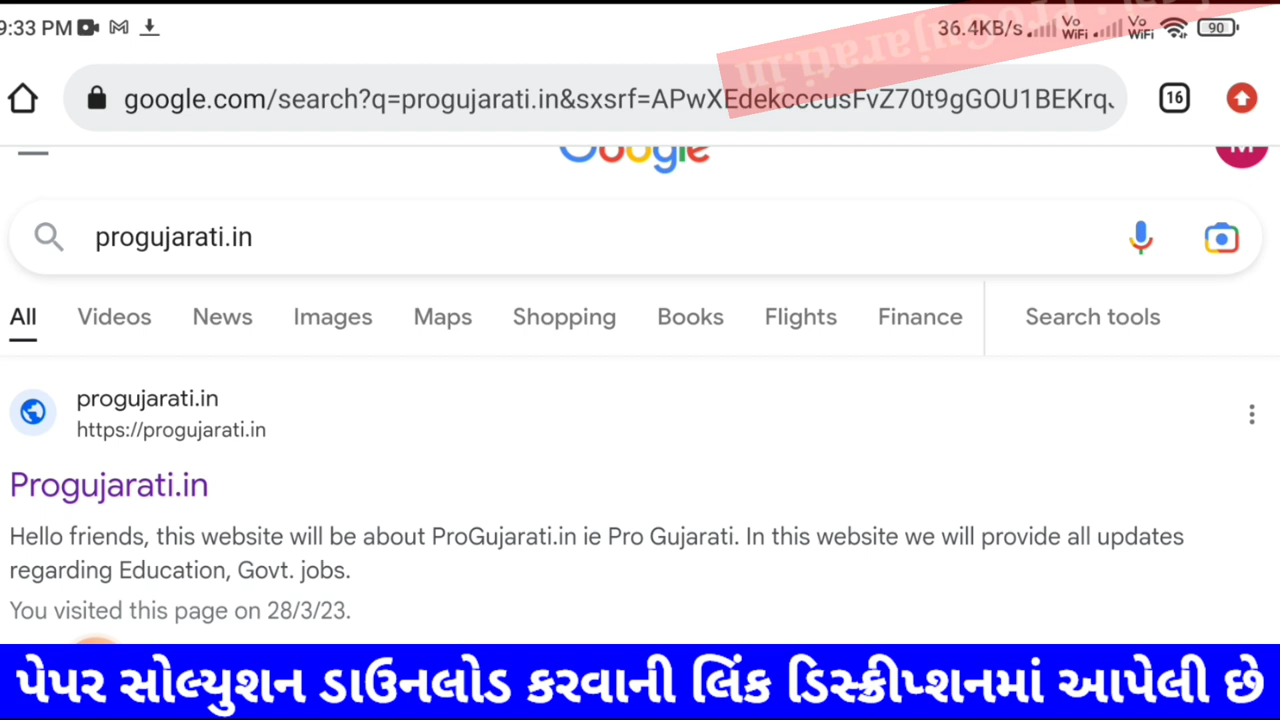 9:33 PM
36.4KB/s Vo WiFi Vo WiFi 90
google.com/search?q=progujarati.in&sxsrf=APwXEdekcccusFvZ70t9gGOU1BEKrq
16
Google
M
progujarati.in
All Videos News Images Maps Shopping Books Flights Finance Search tools
progujarati.in
https://progujarati.in
Progujarati.in
Hello friends, this website will be about ProGujarati.in ie Pro Gujarati. In this website we will provide all updates
regarding Education, Govt. jobs.
You visited this page on 28/3/23.
પેપર સોલ્યુશન ડાઉનલોડ કરવાની લિંક ડિસ્ક્રીપ્શનમાં આપેલી છે